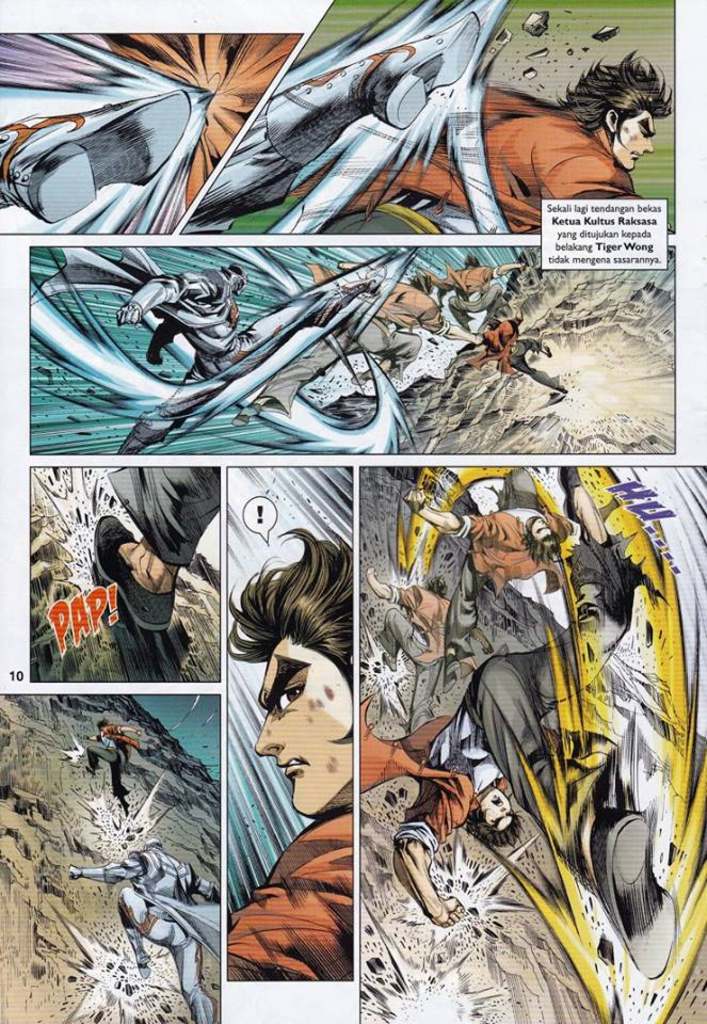 Sekali lagi tendangan bekas
Ketua Kultus Raksasa
yang ditujukan kepada
belakang Tiger Wong
tidak mengena sasarannya.
!
HU...
PAP!
10